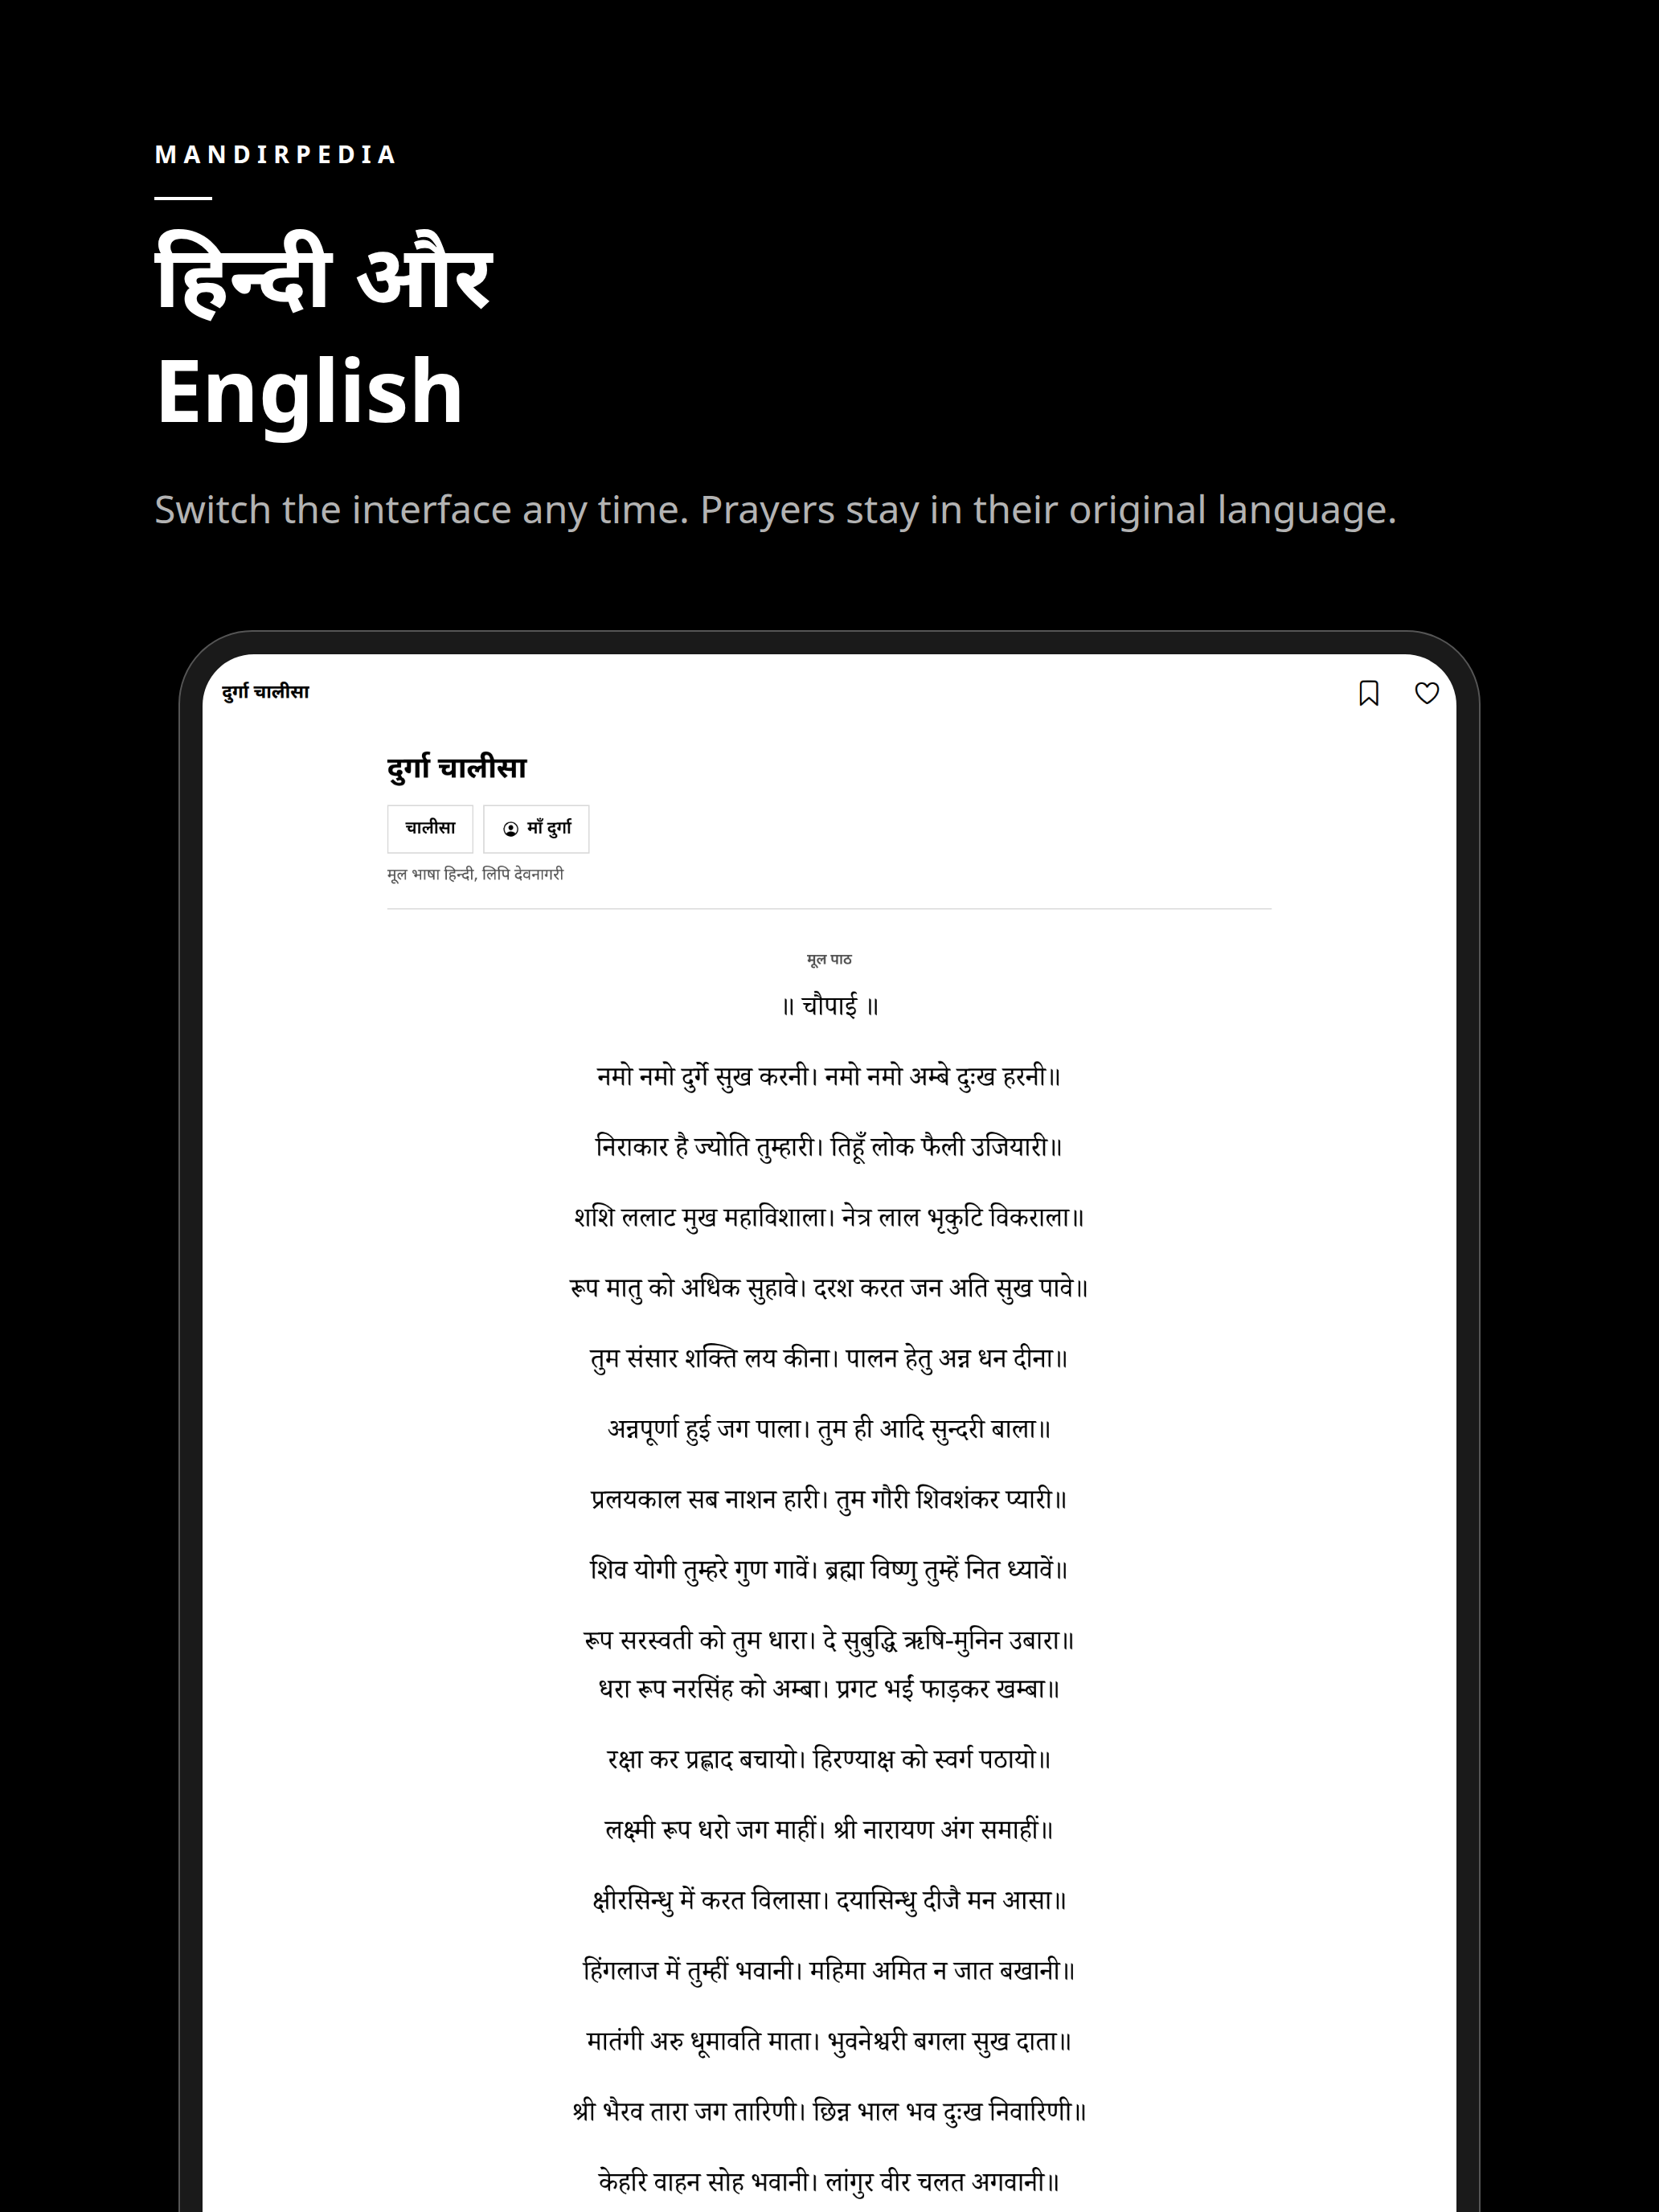 MANDIRPEDIA
हिन्दी और
English
Switch the interface any time. Prayers stay in their original language.
दुर्गा चालीसा
दुर्गा चालीसा
चालीसा
माँ दुर्गा
मूल भाषा हिन्दी, लिपि देवनागरी
मूल पाठ
॥ चौपाई ॥
नमो नमो दुर्गे सुख करनी। नमो नमो अम्बे दुःख हरनी॥
निराकार है ज्योति तुम्हारी। तिहूँ लोक फैली उजियारी॥
शशि ललाट मुख महाविशाला। नेत्र लाल भृकुटि विकराला॥
रूप मातु को अधिक सुहावे। दरश करत जन अति सुख पावे॥
तुम संसार शक्ति लय कीना। पालन हेतु अन्न धन दीना॥
अन्नपूर्णा हुई जग पाला। तुम ही आदि सुन्दरी बाला॥
प्रलयकाल सब नाशन हारी। तुम गौरी शिवशंकर प्यारी॥
शिव योगी तुम्हरे गुण गावें। ब्रह्मा विष्णु तुम्हें नित ध्यावें॥
रूप सरस्वती को तुम धारा। दे सुबुद्धि ऋषि-मुनिन उबारा॥
धरा रूप नरसिंह को अम्बा। प्रगट भईं फाड़कर खम्बा॥
रक्षा कर प्रह्लाद बचायो। हिरण्याक्ष को स्वर्ग पठायो॥
लक्ष्मी रूप धरो जग माहीं। श्री नारायण अंग समाहीं॥
क्षीरसिन्धु में करत विलासा। दयासिन्धु दीजै मन आसा॥
हिंगलाज में तुम्हीं भवानी। महिमा अमित न जात बखानी॥
मातंगी अरु धूमावति माता। भुवनेश्वरी बगला सुख दाता॥
श्री भैरव तारा जग तारिणी। छिन्न भाल भव दुःख निवारिणी॥
केहरि वाहन सोह भवानी। लांगुर वीर चलत अगवानी॥